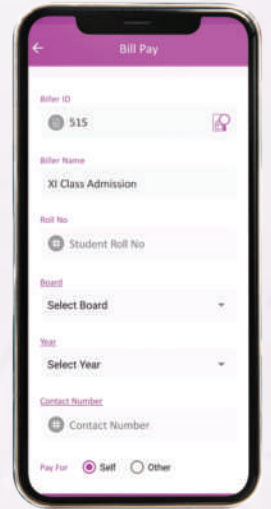 Bill Pay
Biller ID
515
Biller Name
XI Class Admission
Roll No
Student Roll No
Board
Select Board
Year
Select Year
Contact Number
Contact Number
Pay For Self Other